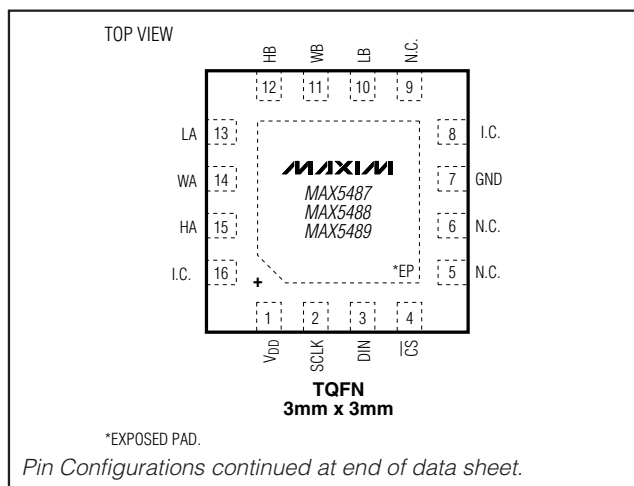 TOP VIEW
HB
WB
LB
N.C.
12
11
10
9
LA 13
8 I.C.
WA 14
7 GND
HA 15
6 N.C.
I.C. 16
5 N.C.
MAXIM
MAX5487
MAX5488
MAX5489
*EP
+
1
2
3
4
VDD
SCLK
DIN
C̅S̅
TQFN
3mm x 3mm
*EXPOSED PAD.
Pin Configurations continued at end of data sheet.